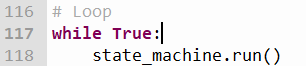 116 # Loop
117 while True:
118     state_machine.run()